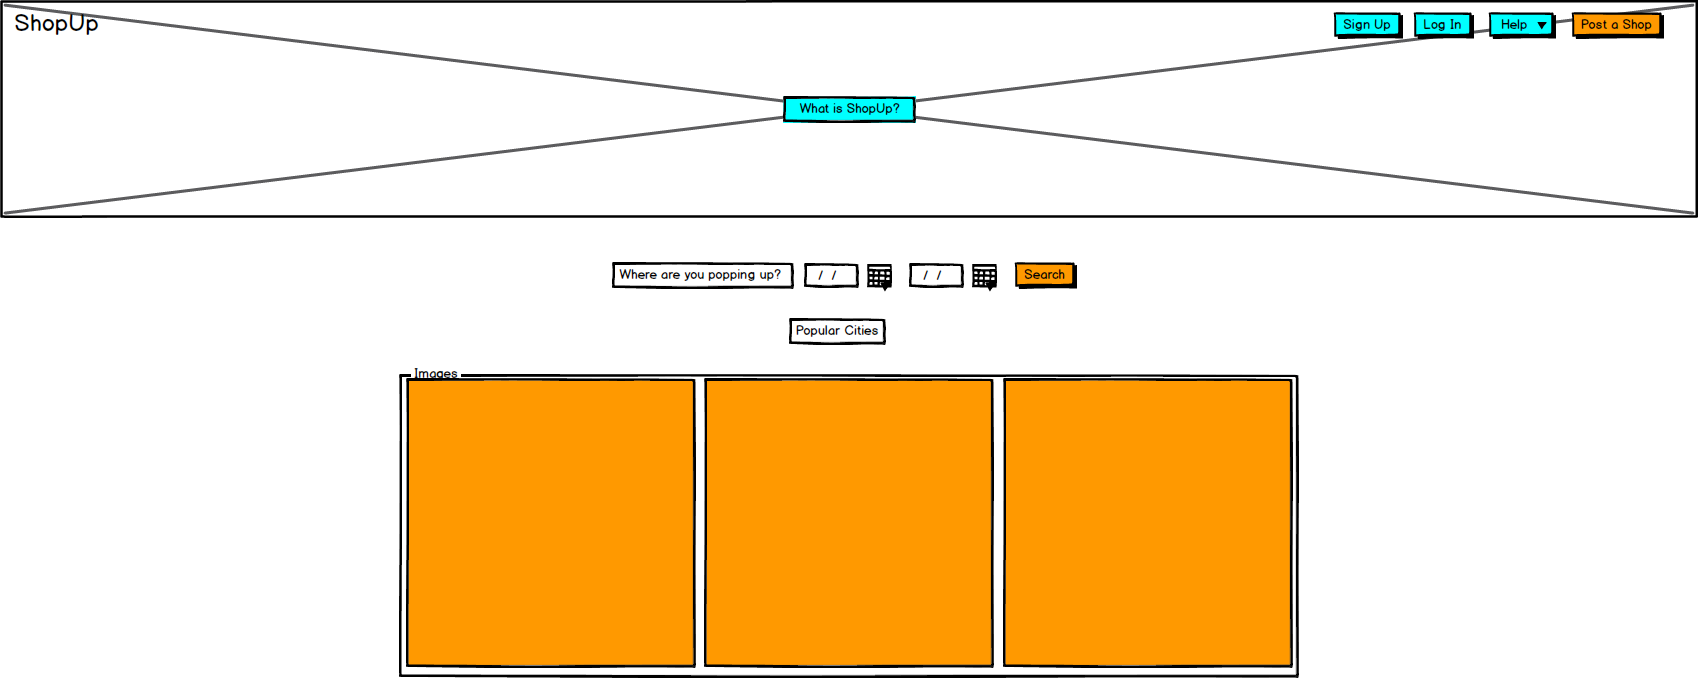 ShopUp
Sign Up
Log In
Help
Post a Shop
What is ShopUp?
Where are you popping up?
/ /
/ /
Search
Popular Cities
Images